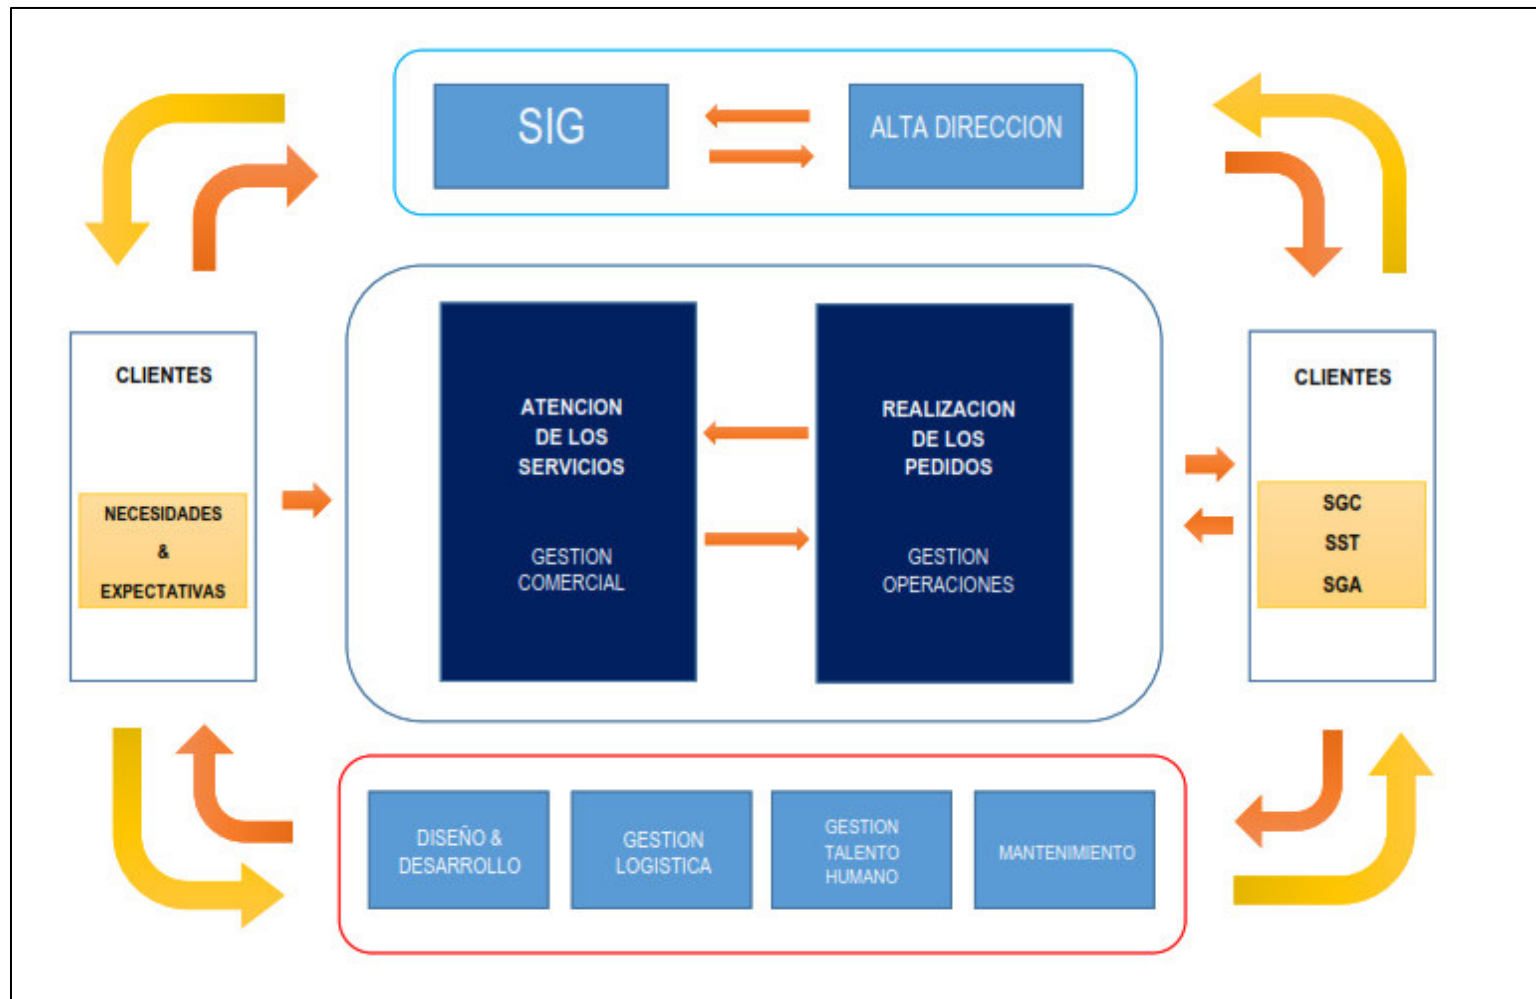 SIG
ALTA DIRECCION
CLIENTES
NECESIDADES
&
EXPECTATIVAS
ATENCION
DE LOS
SERVICIOS
GESTION
COMERCIAL
REALIZACION
DE LOS
PEDIDOS
GESTION
OPERACIONES
CLIENTES
SGC
SST
SGA
DISEÑO &
DESARROLLO
GESTION
LOGISTICA
GESTION
TALENTO
HUMANO
MANTENIMIENTO